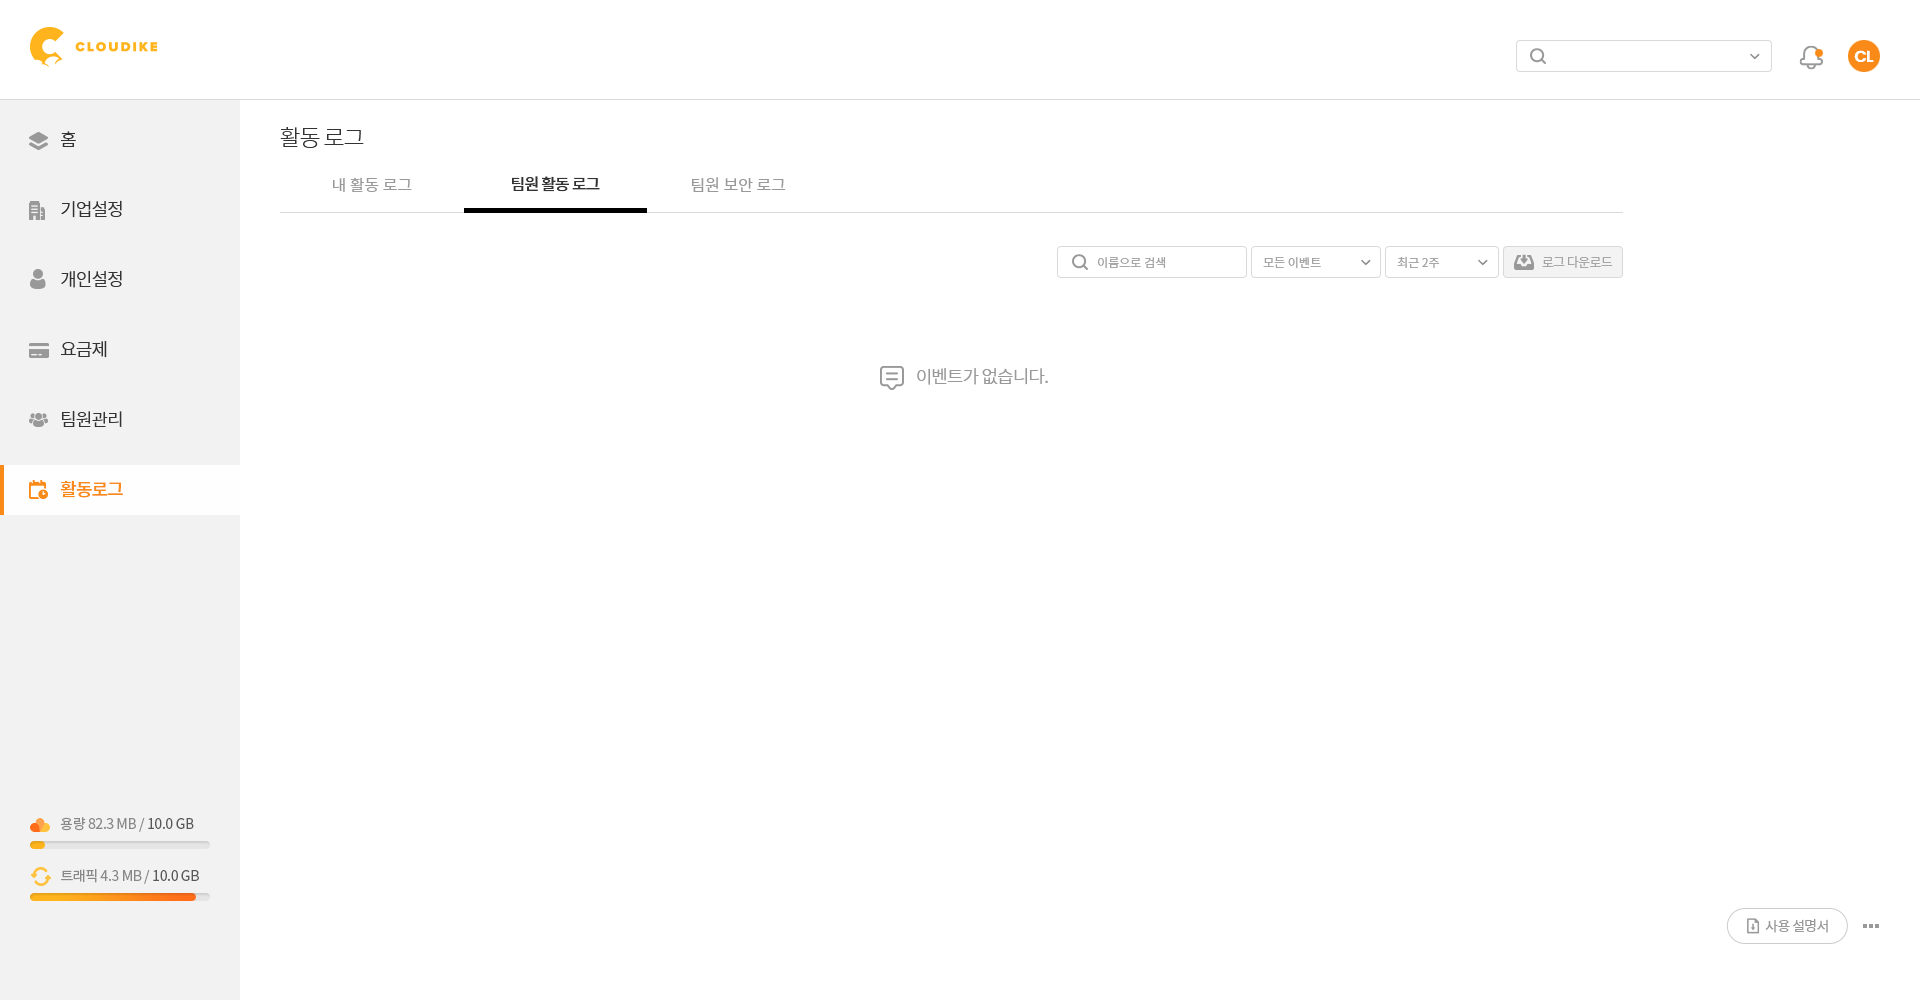 CLOUDIKE
CL
홈
기업설정
개인설정
요금제
팀원관리
활동로그
용량 82.3 MB / 10.0 GB
트래픽 4.3 MB / 10.0 GB
활동 로그
내 활동 로그
팀원 활동 로그
팀원 보안 로그
이름으로 검색
모든 이벤트
최근 2주
로그 다운로드
이벤트가 없습니다.
사용 설명서